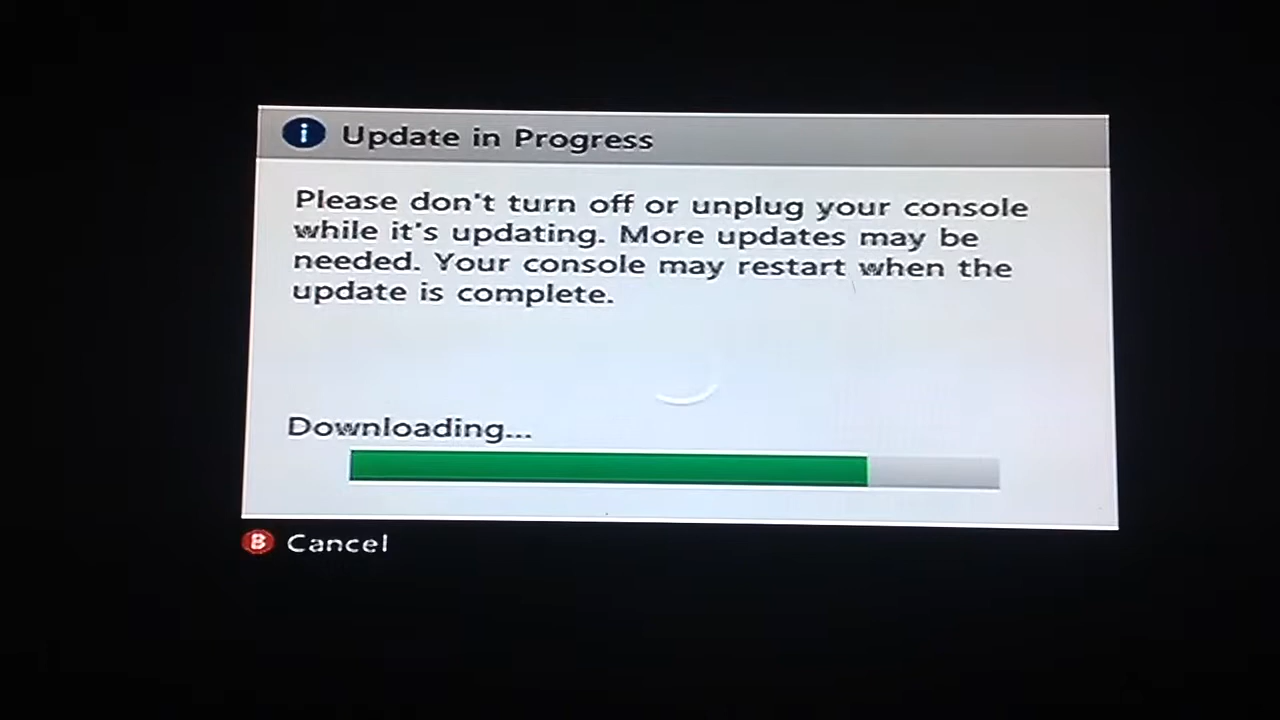 i Update in Progress
Please don't turn off or unplug your console
while it's updating. More updates may be
needed. Your console may restart when the
update is complete.
Downloading...
B Cancel